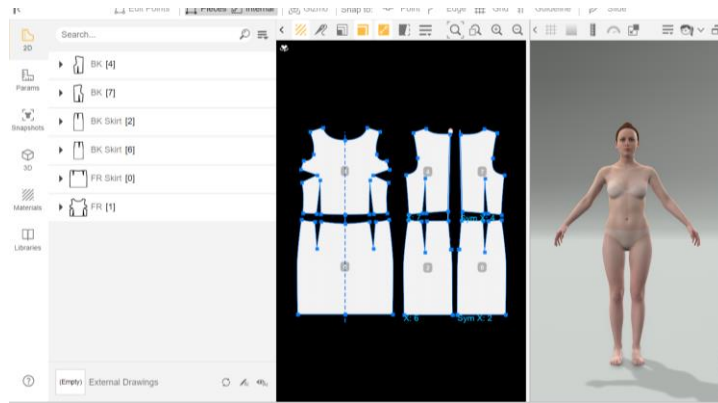 Edit Points Pieces Internal Gizmo Snap to: Point Edge Grid Guideline Slide
2D
Params
Snapshots
3D
Materials
Libraries
Search...
BK [4]
BK [7]
BK Skirt [2]
BK Skirt [6]
FR Skirt [0]
FR [1]
(Empty) External Drawings
Sym X: 4
X: 6 Sym X: 2